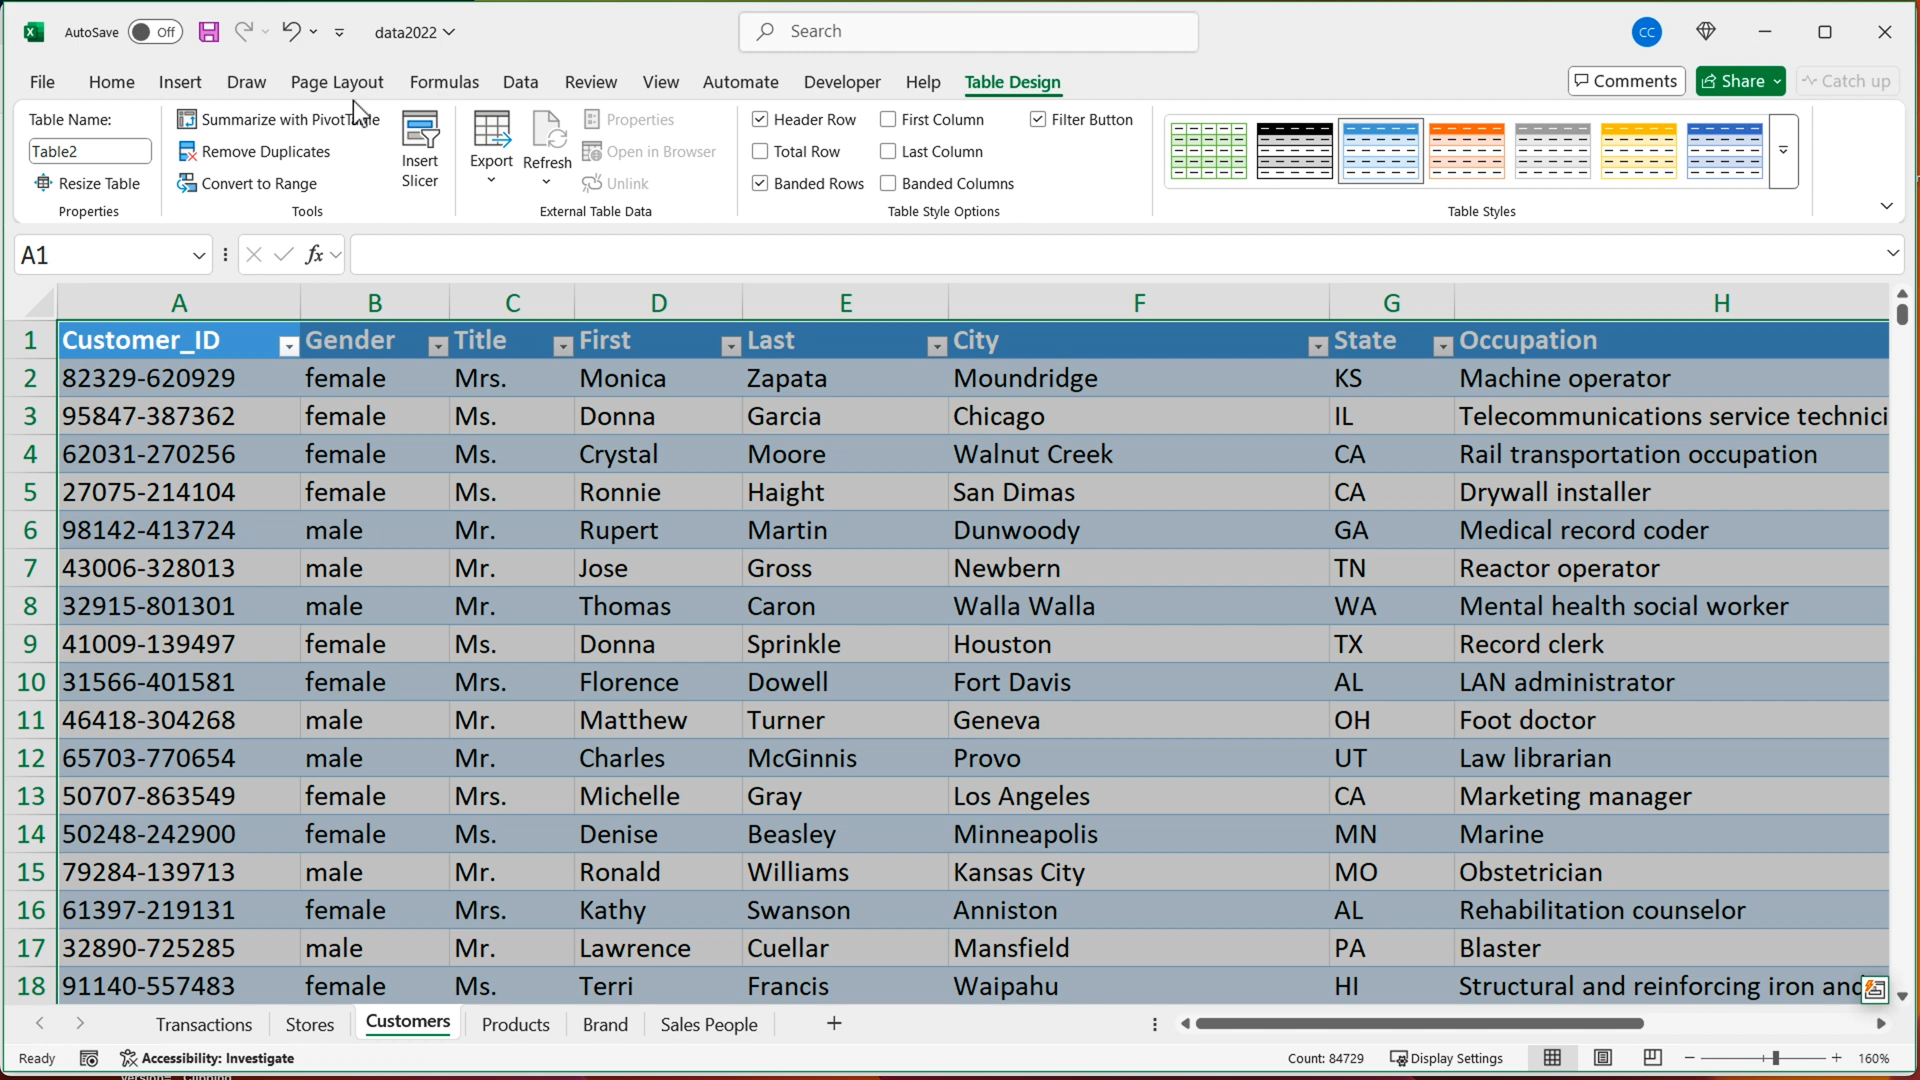 AutoSave Off data2022 Search CC
File Home Insert Draw Page Layout Formulas Data Review View Automate Developer Help Table Design Comments Share Catch up
Table Name:
Table2
Resize Table
Properties
Summarize with PivotTable
Remove Duplicates
Convert to Range
Tools
Insert
Slicer
Export
Refresh
Properties
Open in Browser
Unlink
External Table Data
Header Row First Column Filter Button
Total Row Last Column
Banded Rows Banded Columns
Table Style Options
Table Styles
A1 fx
A B C D E F G H
1 Customer_ID Gender Title First Last City State Occupation
2 82329-620929 female Mrs. Monica Zapata Moundridge KS Machine operator
3 95847-387362 female Ms. Donna Garcia Chicago IL Telecommunications service technici
4 62031-270256 female Ms. Crystal Moore Walnut Creek CA Rail transportation occupation
5 27075-214104 female Ms. Ronnie Haight San Dimas CA Drywall installer
6 98142-413724 male Mr. Rupert Martin Dunwoody GA Medical record coder
7 43006-328013 male Mr. Jose Gross Newbern TN Reactor operator
8 32915-801301 male Mr. Thomas Caron Walla Walla WA Mental health social worker
9 41009-139497 female Ms. Donna Sprinkle Houston TX Record clerk
10 31566-401581 female Mrs. Florence Dowell Fort Davis AL LAN administrator
11 46418-304268 male Mr. Matthew Turner Geneva OH Foot doctor
12 65703-770654 male Mr. Charles McGinnis Provo UT Law librarian
13 50707-863549 female Mrs. Michelle Gray Los Angeles CA Marketing manager
14 50248-242900 female Ms. Denise Beasley Minneapolis MN Marine
15 79284-139713 male Mr. Ronald Williams Kansas City MO Obstetrician
16 61397-219131 female Mrs. Kathy Swanson Anniston AL Rehabilitation counselor
17 32890-725285 male Mr. Lawrence Cuellar Mansfield PA Blaster
18 91140-557483 female Ms. Terri Francis Waipahu HI Structural and reinforcing iron and
Transactions Stores Customers Products Brand Sales People
Ready Accessibility: Investigate Count: 84729 Display Settings 160%